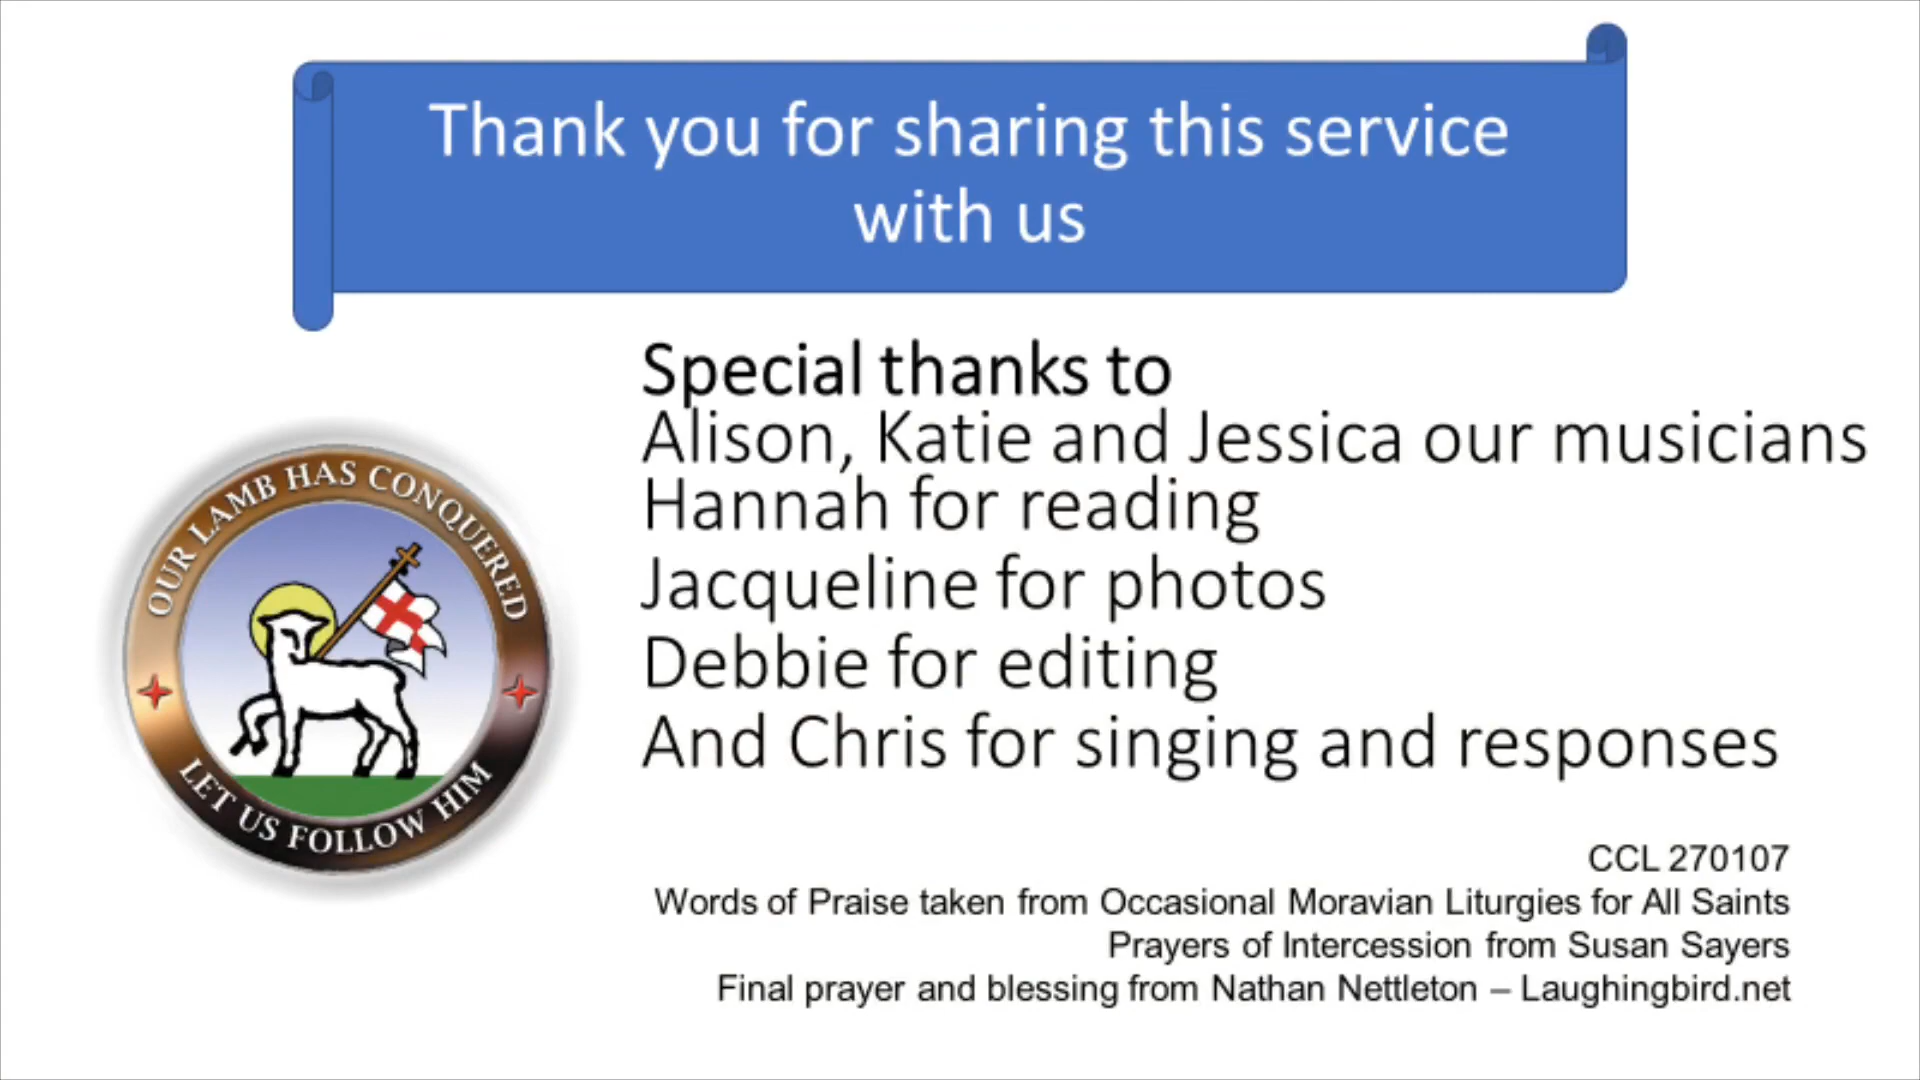 Thank you for sharing this service
with us
Special thanks to
Alison, Katie and Jessica our musicians
Hannah for reading
Jacqueline for photos
Debbie for editing
And Chris for singing and responses
OUR LAMB HAS CONQUERED
LET US FOLLOW HIM
CCL 270107
Words of Praise taken from Occasional Moravian Liturgies for All Saints
Prayers of Intercession from Susan Sayers
Final prayer and blessing from Nathan Nettleton – Laughingbird.net